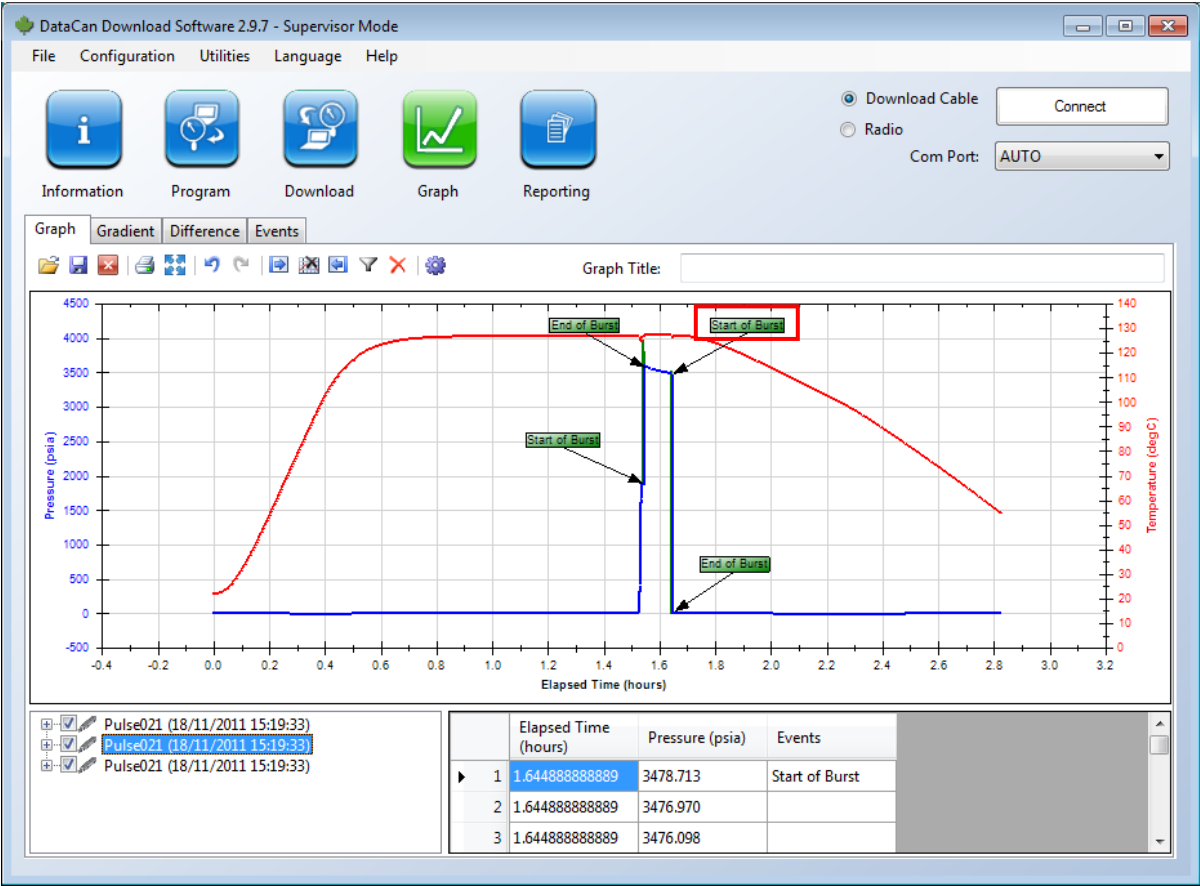 DataCan Download Software 2.9.7 - Supervisor Mode
File Configuration Utilities Language Help
Download Cable
Connect
Radio
Com Port: AUTO
Information Program Download Graph Reporting
Graph Gradient Difference Events
Graph Title:
4500
4000
3500
3000
2500
2000
1500
1000
500
0
-500
Pressure (psia)
End of Burst
Start of Burst
Start of Burst
End of Burst
140
130
120
110
100
90
80
70
60
50
40
30
20
10
0
Temperature (degC)
-0.4 -0.2 0.0 0.2 0.4 0.6 0.8 1.0 1.2 1.4 1.6 1.8 2.0 2.2 2.4 2.6 2.8 3.0 3.2
Elapsed Time (hours)
Pulse021 (18/11/2011 15:19:33)
Pulse021 (18/11/2011 15:19:33)
Pulse021 (18/11/2011 15:19:33)
Elapsed Time
(hours)
Pressure (psia)
Events
1 1.644888888889 3478.713 Start of Burst
2 1.644888888889 3476.970
3 1.644888888889 3476.098